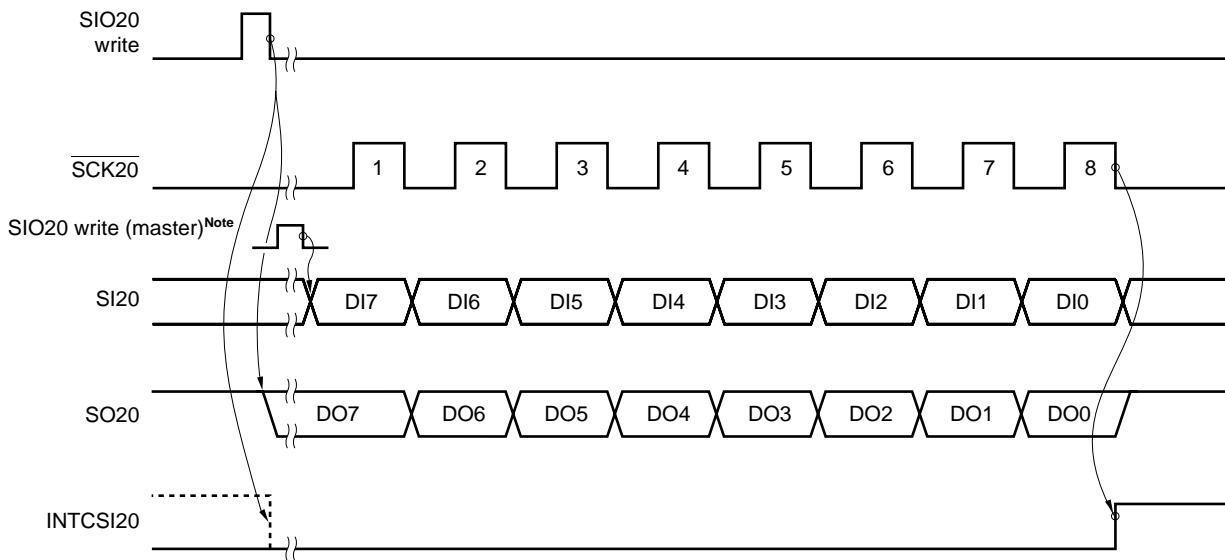 SIO20
write
SCK20
1 2 3 4 5 6 7 8
SIO20 write (master)Note
SI20
DI7 DI6 DI5 DI4 DI3 DI2 DI1 DI0
SO20
DO7 DO6 DO5 DO4 DO3 DO2 DO1 DO0
INTCSI20